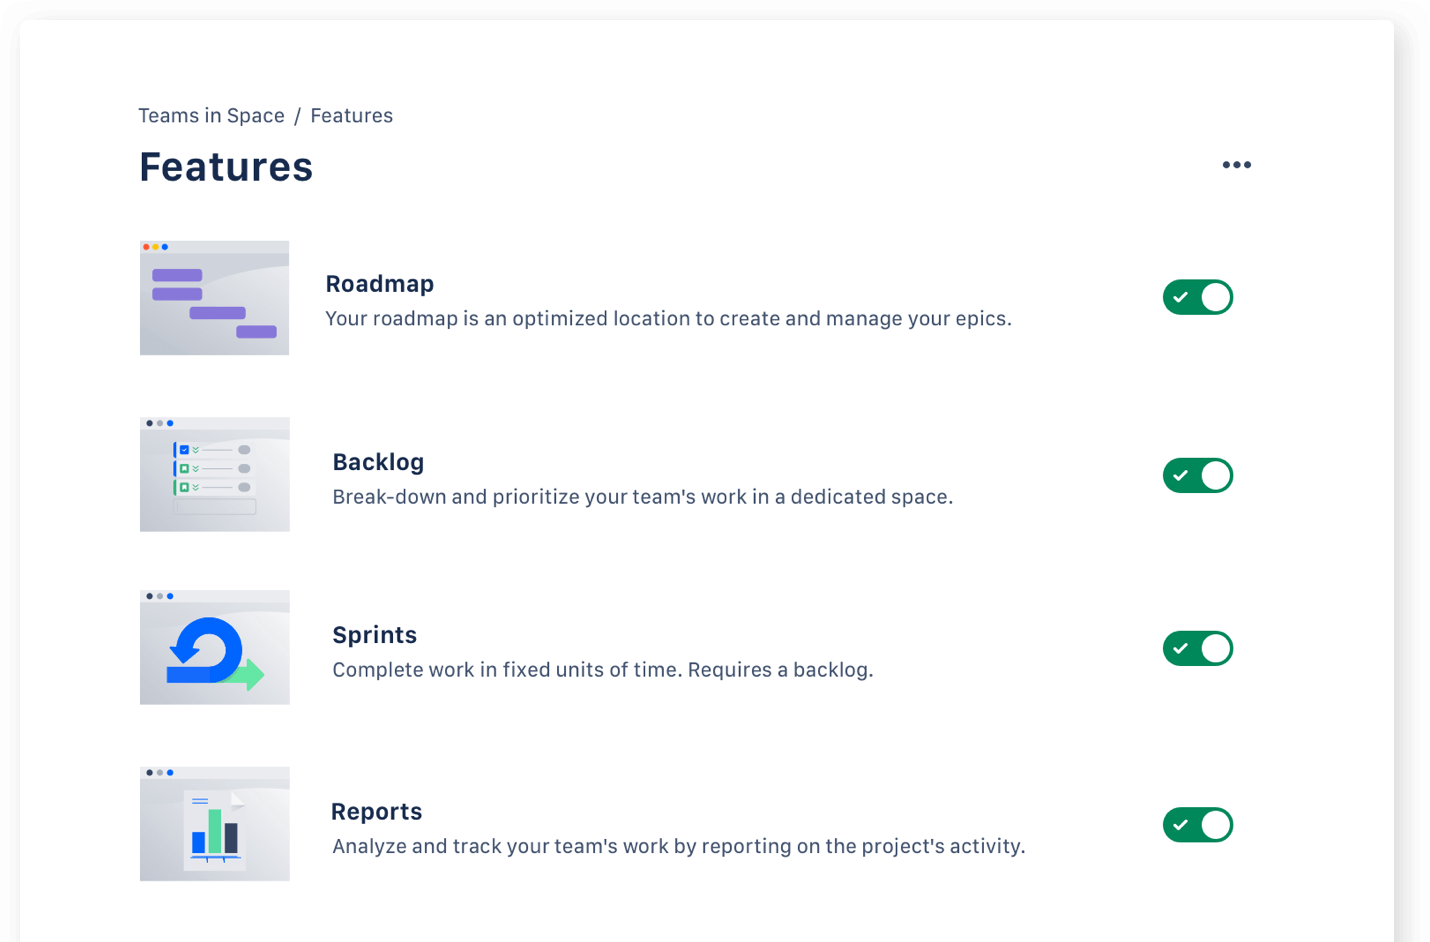 Teams in Space / Features
Features
Roadmap
Your roadmap is an optimized location to create and manage your epics.
Backlog
Break-down and prioritize your team's work in a dedicated space.
Sprints
Complete work in fixed units of time. Requires a backlog.
Reports
Analyze and track your team's work by reporting on the project's activity.